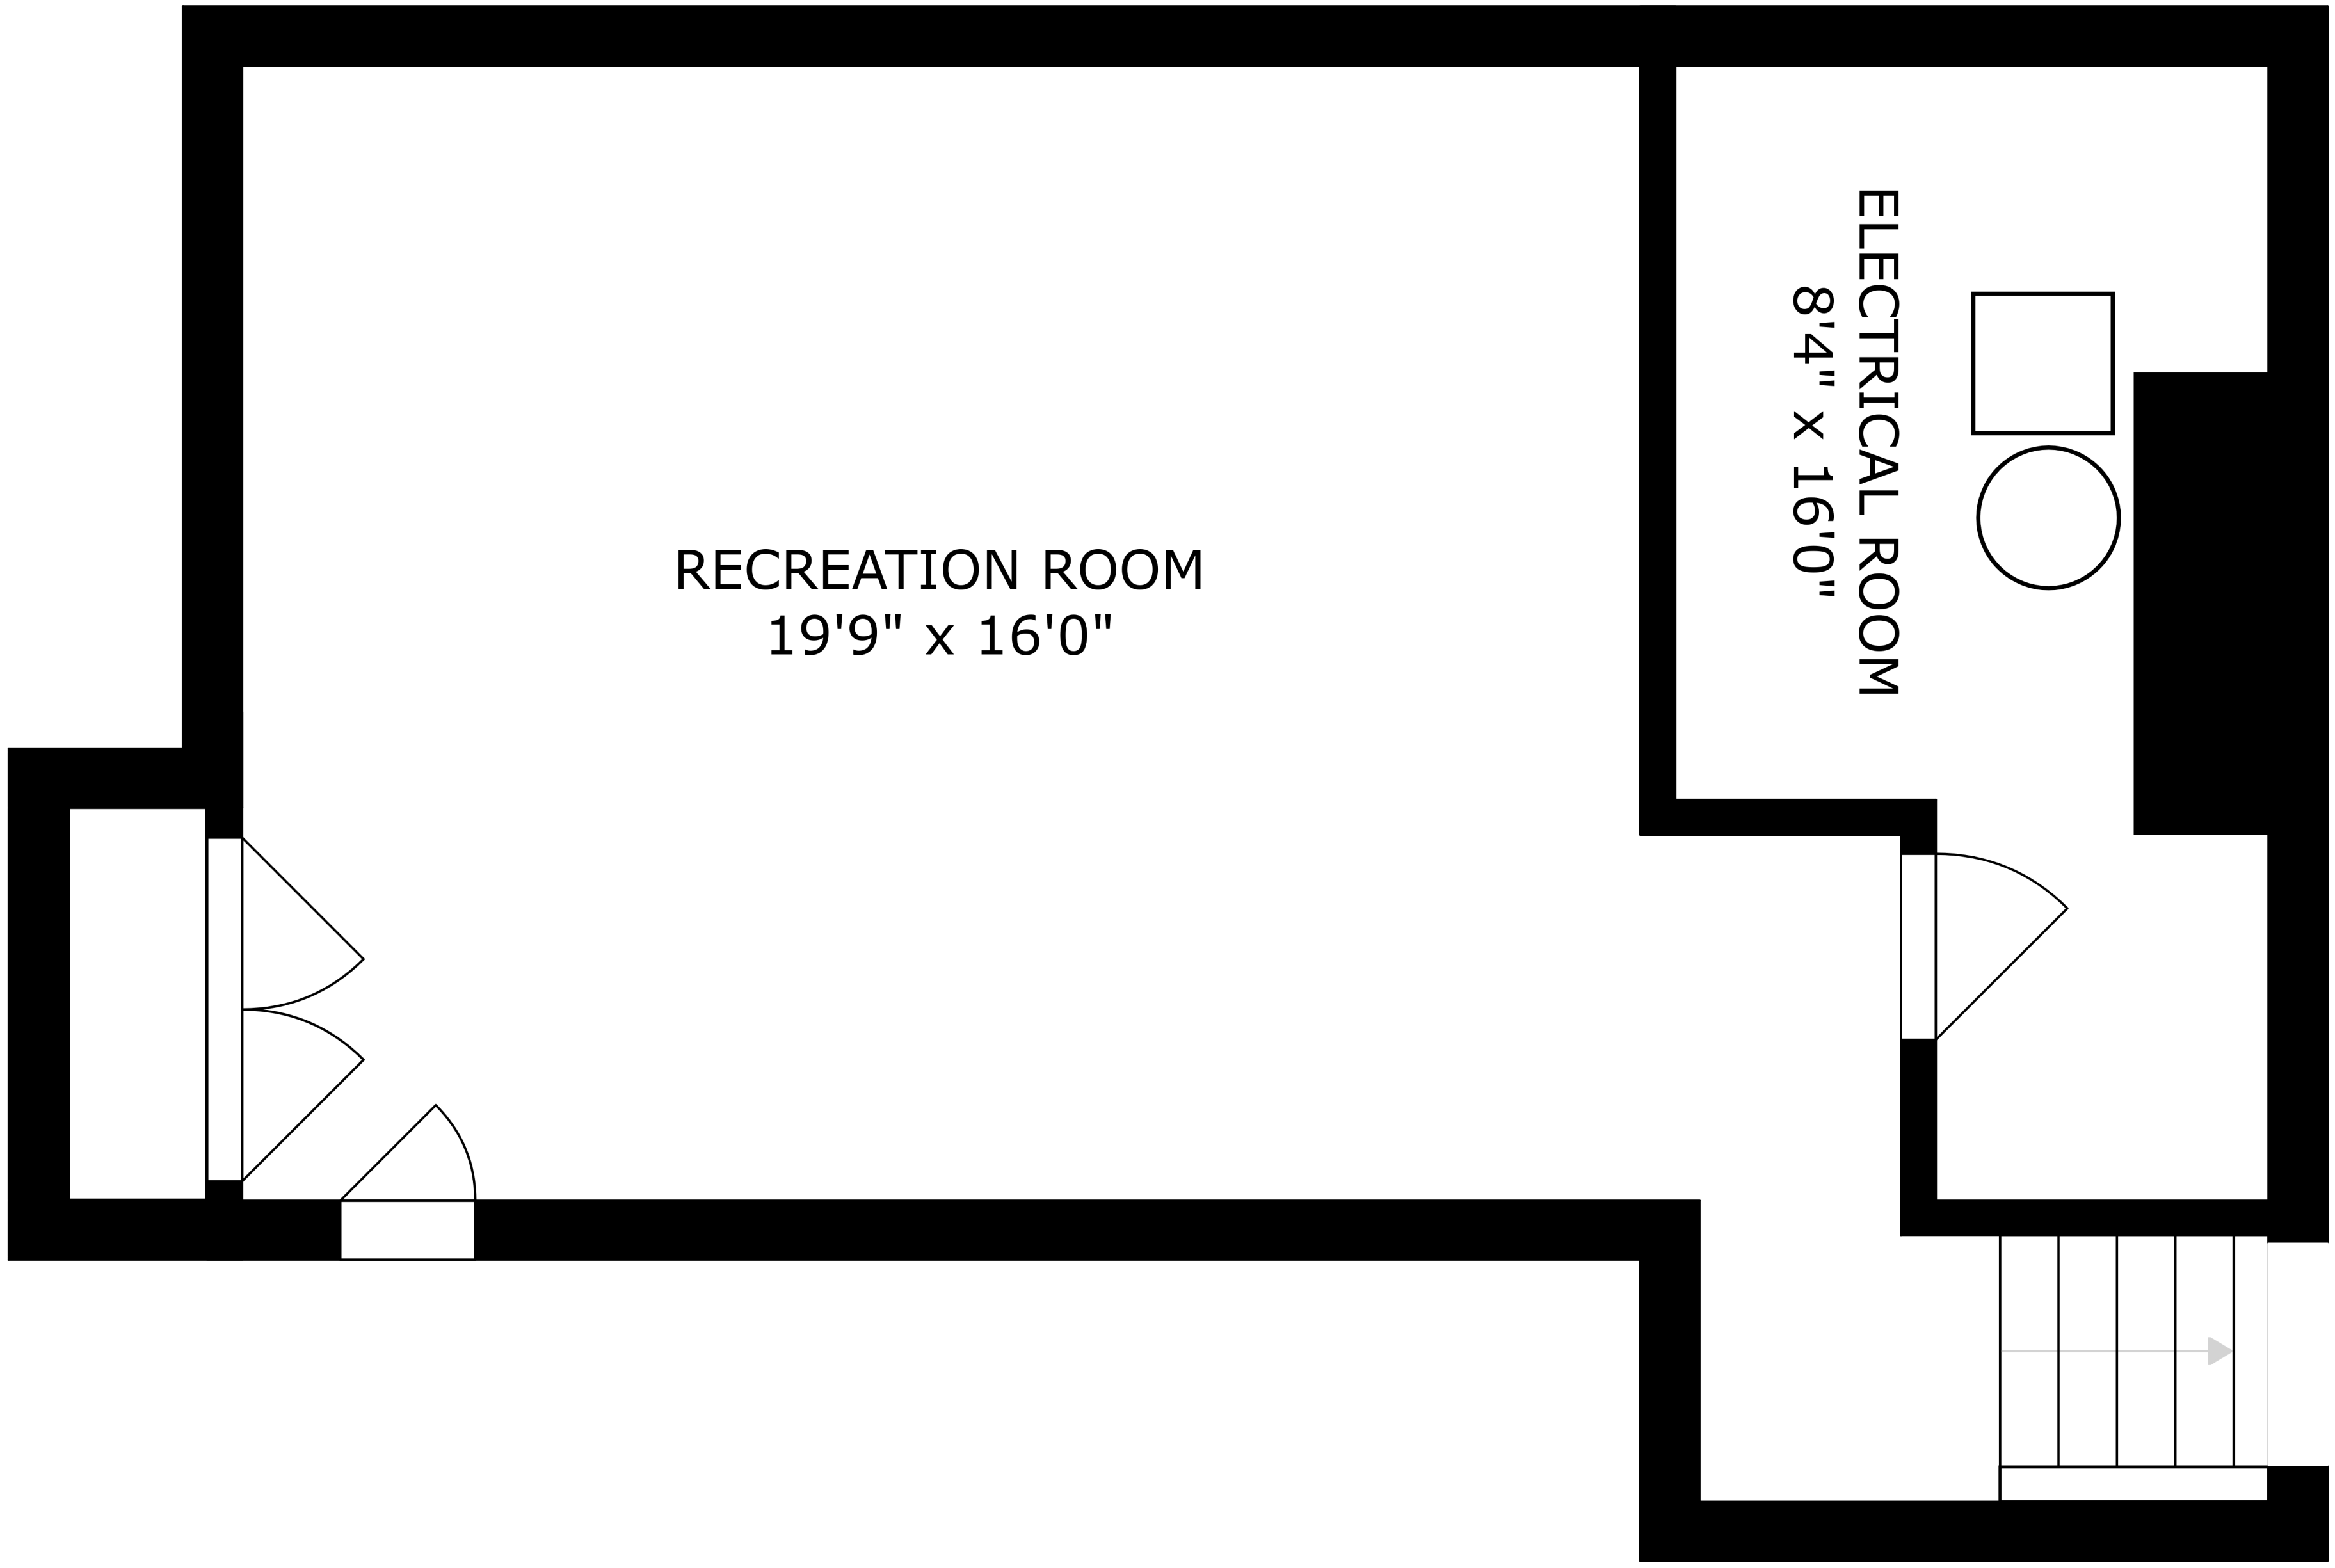 RECREATION ROOM
19'9" x 16'0"
ELECTRICAL ROOM
8'4" x 16'0"